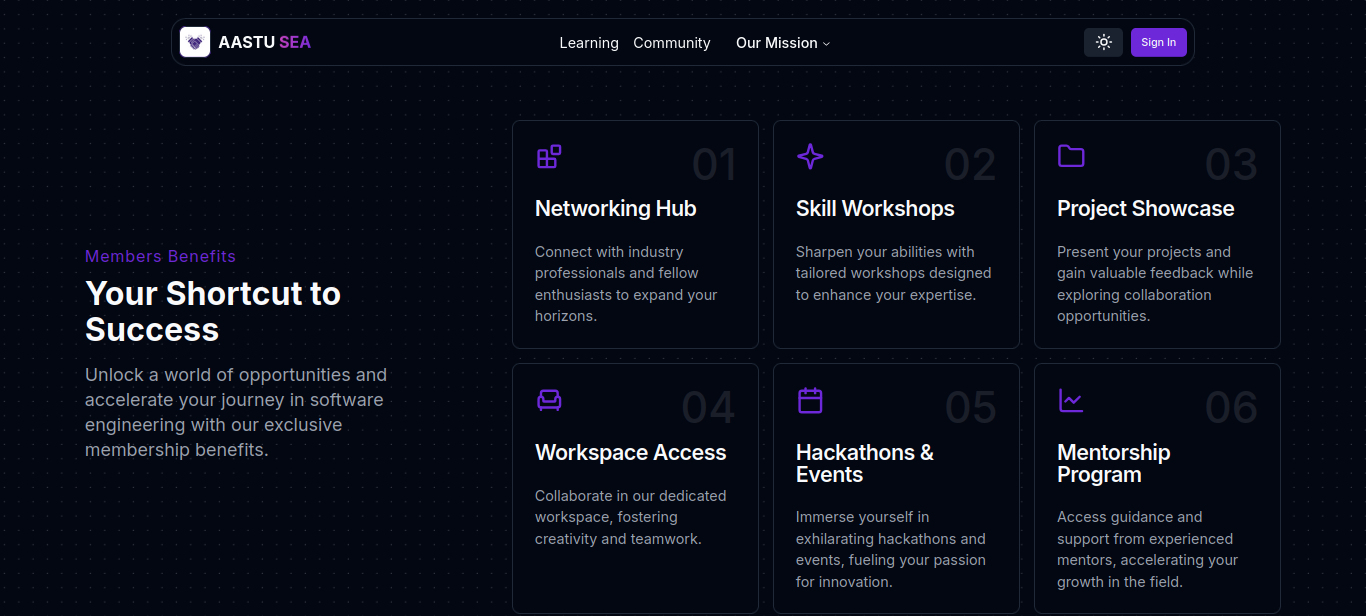 AASTU SEA
Learning
Community
Our Mission
Sign In
Members Benefits
Your Shortcut to
Success
Unlock a world of opportunities and
accelerate your journey in software
engineering with our exclusive
membership benefits.
01
Networking Hub
Connect with industry
professionals and fellow
enthusiasts to expand your
horizons.
02
Skill Workshops
Sharpen your abilities with
tailored workshops designed
to enhance your expertise.
03
Project Showcase
Present your projects and
gain valuable feedback while
exploring collaboration
opportunities.
04
Workspace Access
Collaborate in our dedicated
workspace, fostering
creativity and teamwork.
05
Hackathons &
Events
Immerse yourself in
exhilarating hackathons and
events, fueling your passion
for innovation.
06
Mentorship
Program
Access guidance and
support from experienced
mentors, accelerating your
growth in the field.